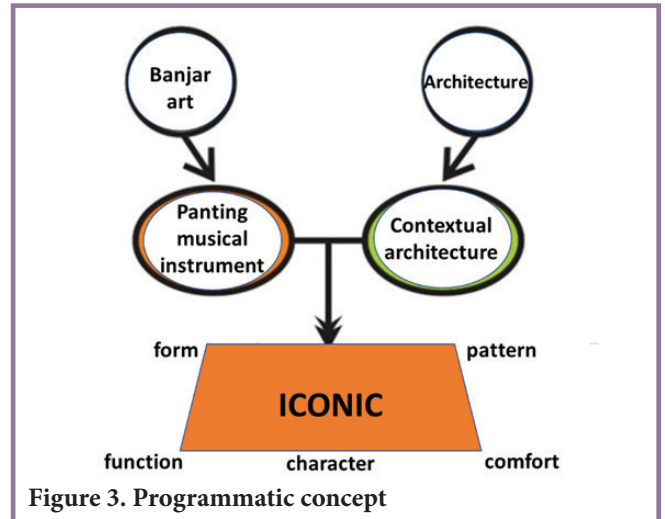 Banjar
art
Architecture
Panting
musical
instrument
Contextual
architecture
form
pattern
ICONIC
function
character
comfort
Figure 3. Programmatic concept